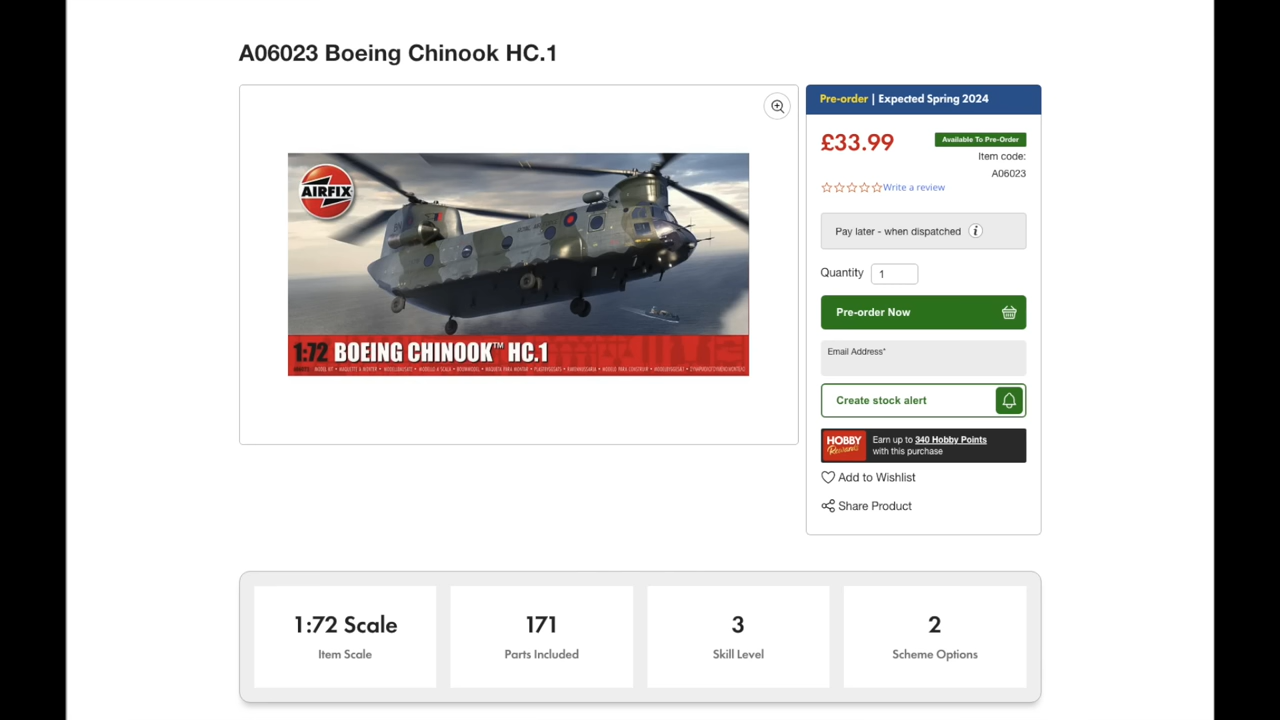 A06023 Boeing Chinook HC.1
Pre-order | Expected Spring 2024
£33.99
Available To Pre-Order
Item code:
A06023
Write a review
Pay later - when dispatched
Quantity
1
Pre-order Now
Email Address*
Create stock alert
HOBBY
Rewards
Earn up to 340 Hobby Points
with this purchase
Add to Wishlist
Share Product
AIRFIX
1:72 BOEING CHINOOK™ HC.1
1:72 Scale
Item Scale
171
Parts Included
3
Skill Level
2
Scheme Options